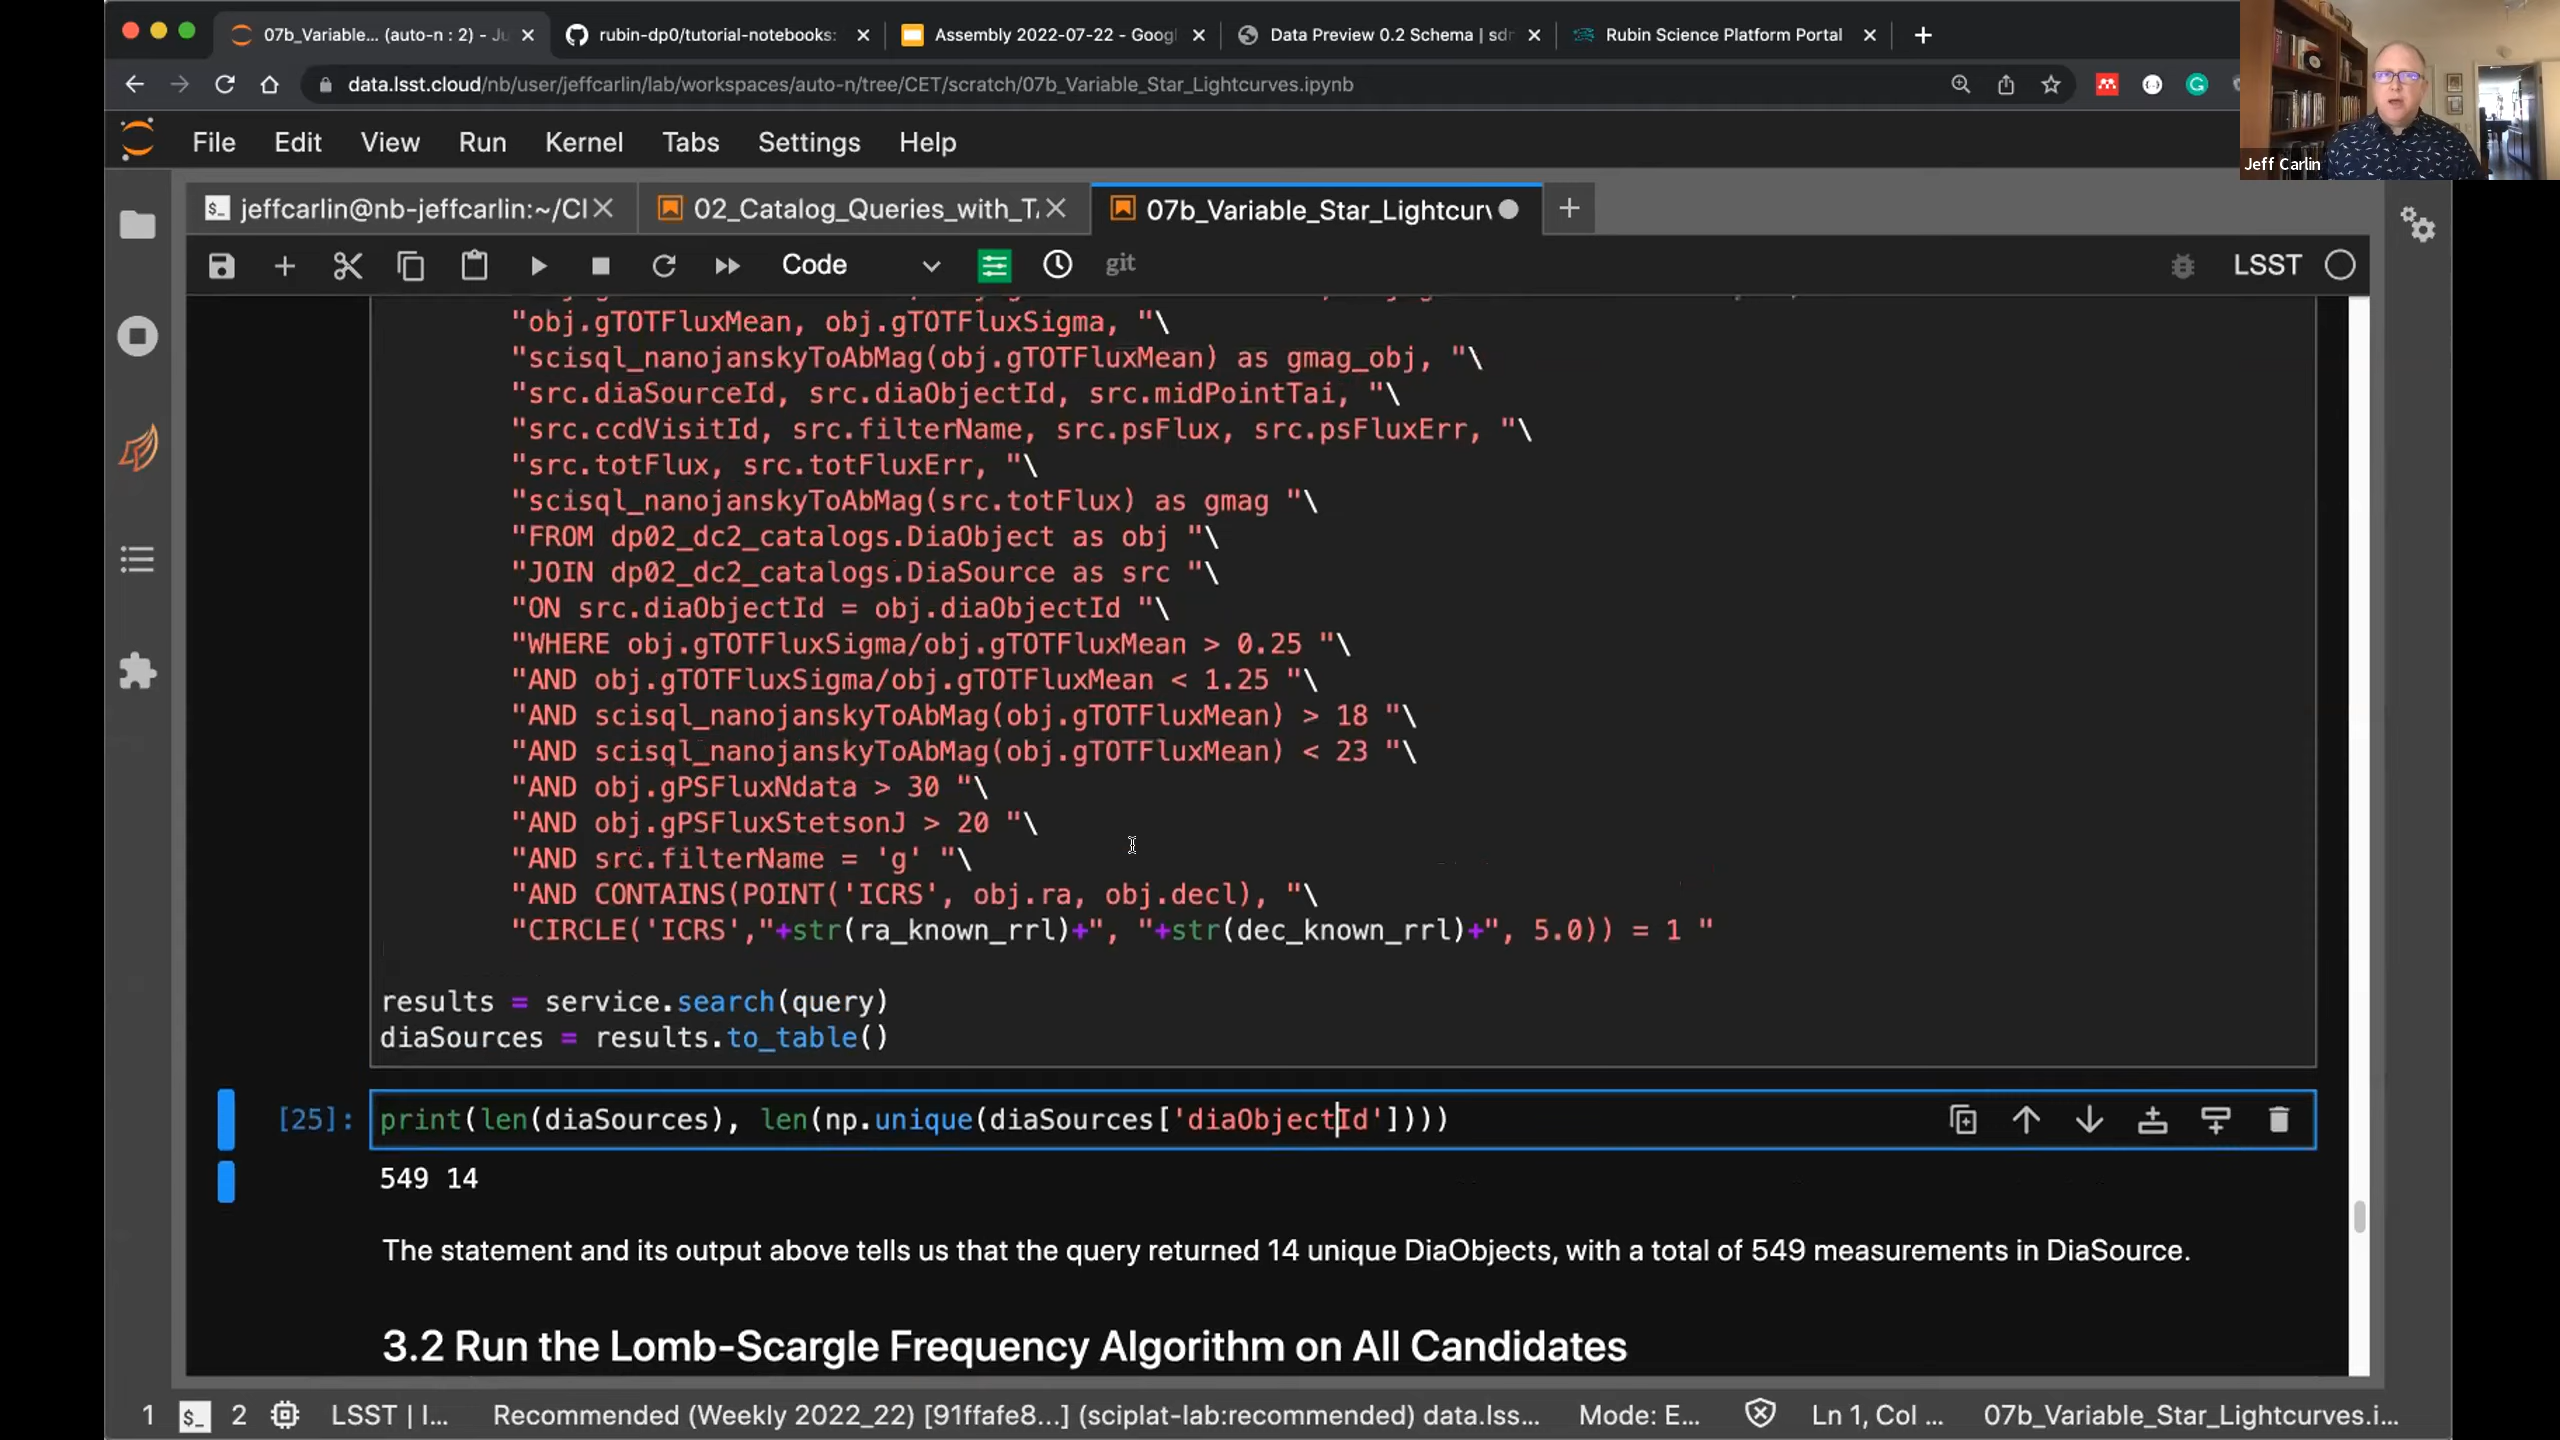 07b_Variable... (auto-n : 2) - Ju
rubin-dp0/tutorial-notebooks:
Assembly 2022-07-22 - Googl
Data Preview 0.2 Schema | sdr
Rubin Science Platform Portal
data.lsst.cloud/nb/user/jeffcarlin/lab/workspaces/auto-n/tree/CET/scratch/07b_Variable_Star_Lightcurves.ipynb
Jeff Carlin
File Edit View Run Kernel Tabs Settings Help
jeffcarlin@nb-jeffcarlin:~/Cl
02_Catalog_Queries_with_TA
07b_Variable_Star_Lightcurv
Code
git
LSST
"obj.gTOTFluxMean, obj.gTOTFluxSigma, "\
"scisql_nanojanskyToAbMag(obj.gTOTFluxMean) as gmag_obj, "\
"src.diaSourceId, src.diaObjectId, src.midPointTai, "\
"src.ccdVisitId, src.filterName, src.psFlux, src.psFluxErr, "\
"src.totFlux, src.totFluxErr, "\
"scisql_nanojanskyToAbMag(src.totFlux) as gmag "\
"FROM dp02_dc2_catalogs.DiaObject as obj "\
"JOIN dp02_dc2_catalogs.DiaSource as src "\
"ON src.diaObjectId = obj.diaObjectId "\
"WHERE obj.gTOTFluxSigma/obj.gTOTFluxMean > 0.25 "\
"AND obj.gTOTFluxSigma/obj.gTOTFluxMean < 1.25 "\
"AND scisql_nanojanskyToAbMag(obj.gTOTFluxMean) > 18 "\
"AND scisql_nanojanskyToAbMag(obj.gTOTFluxMean) < 23 "\
"AND obj.gPSFluxNdata > 30 "\
"AND obj.gPSFluxStetsonJ > 20 "\
"AND src.filterName = 'g' "\
"AND CONTAINS(POINT('ICRS', obj.ra, obj.decl), "\
"CIRCLE('ICRS',"+str(ra_known_rrl)+", "+str(dec_known_rrl)+", 5.0)) = 1 "
results = service.search(query)
diaSources = results.to_table()
[25]: print(len(diaSources), len(np.unique(diaSources['diaObjectId'])))
549 14
The statement and its output above tells us that the query returned 14 unique DiaObjects, with a total of 549 measurements in DiaSource.
3.2 Run the Lomb-Scargle Frequency Algorithm on All Candidates
1 $_ 2 LSST | I... Recommended (Weekly 2022_22) [91ffafe8...] (sciplat-lab:recommended) data.lss... Mode: E... Ln 1, Col ... 07b_Variable_Star_Lightcurves.i...